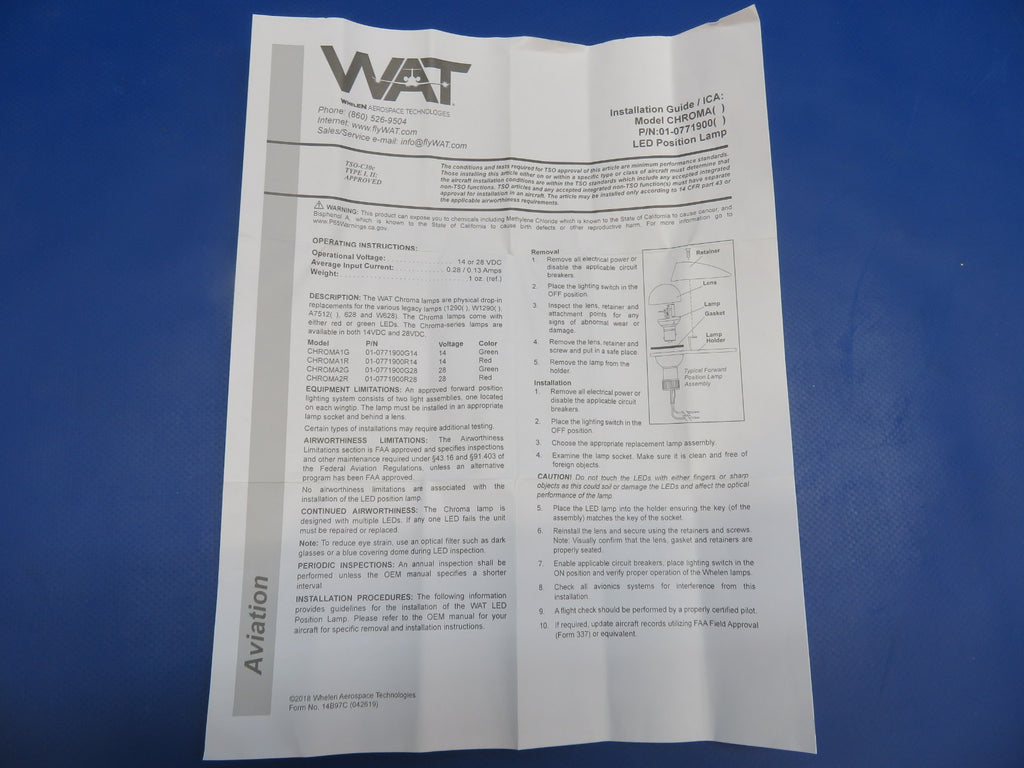 WAT
WHELEN AEROSPACE TECHNOLOGIES
Phone: (860) 526-9504
Internet: www.flyWAT.com
Sales/Service e-mail: info@flyWAT.com
Installation Guide / ICA:
Model CHROMA( )
P/N:01-0771900( )
LED Position Lamp
TSO-C30c
TYPE I, II;
APPROVED
The conditions and tests required for TSO approval of this article are minimum performance standards.
Those installing this article either on or within a specific type or class of aircraft must determine that
the aircraft installation conditions are within the TSO standards which include any accepted integrated
non-TSO functions. TSO articles and any accepted integrated non-TSO function(s) must have separate
approval for installation in an aircraft. The article may be installed only according to 14 CFR part 43 or
the applicable airworthiness requirements.
WARNING: This product can expose you to chemicals including Methylene Chloride which is known to the State of California to cause cancer, and
Bisphenol A, which is known to the State of California to cause birth defects or other reproductive harm. For more information go to
www.P65Warnings.ca.gov.
OPERATING INSTRUCTIONS:
Operational Voltage: 14 or 28 VDC
Average Input Current: 0.28 / 0.13 Amps
Weight: 1 oz. (ref.)
DESCRIPTION: The WAT Chroma lamps are physical drop-in
replacements for the various legacy lamps (1290( ), W1290( ),
A7512( ), 628 and W628). The Chroma lamps come with
either red or green LEDs. The Chroma-series lamps are
available in both 14VDC and 28VDC.
Model P/N Voltage Color
CHROMA1G 01-0771900G14 14 Green
CHROMA1R 01-0771900R14 14 Red
CHROMA2G 01-0771900G28 28 Green
CHROMA2R 01-0771900R28 28 Red
EQUIPMENT LIMITATIONS: An approved forward position
lighting system consists of two light assemblies, one located
on each wingtip. The lamp must be installed in an appropriate
lamp socket and behind a lens.
Certain types of installations may require additional testing.
AIRWORTHINESS LIMITATIONS: The Airworthiness
Limitations section is FAA approved and specifies inspections
and other maintenance required under §43.16 and §91.403 of
the Federal Aviation Regulations, unless an alternative
program has been FAA approved.
No airworthiness limitations are associated with the
installation of the LED position lamp.
CONTINUED AIRWORTHINESS: The Chroma lamp is
designed with multiple LEDs. If any one LED fails the unit
must be repaired or replaced.
Note: To reduce eye strain, use an optical filter such as dark
glasses or a blue covering dome during LED inspection.
PERIODIC INSPECTIONS: An annual inspection shall be
performed unless the OEM manual specifies a shorter
interval.
INSTALLATION PROCEDURES: The following information
provides guidelines for the installation of the WAT LED
Position Lamp. Please refer to the OEM manual for your
aircraft for specific removal and installation instructions.
Removal
1. Remove all electrical power or
disable the applicable circuit
breakers.
2. Place the lighting switch in the
OFF position.
3. Inspect the lens, retainer and
attachment points for any
signs of abnormal wear or
damage.
4. Remove the lens, retainer and
screw and put in a safe place.
5. Remove the lamp from the
holder.
Installation
1. Remove all electrical power or
disable the applicable circuit
breakers.
2. Place the lighting switch in the
OFF position.
3. Choose the appropriate replacement lamp assembly.
4. Examine the lamp socket. Make sure it is clean and free of
foreign objects.
CAUTION! Do not touch the LEDs with either fingers or sharp
objects as this could soil or damage the LEDs and affect the optical
performance of the lamp.
5. Place the LED lamp into the holder ensuring the key (of the
assembly) matches the key of the socket.
6. Reinstall the lens and secure using the retainers and screws.
Note: Visually confirm that the lens, gasket and retainers are
properly seated.
7. Enable applicable circuit breakers, place lighting switch in the
ON position and verify proper operation of the Whelen lamps.
8. Check all avionics systems for interference from this
installation.
9. A flight check should be performed by a properly certified pilot.
10. If required, update aircraft records utilizing FAA Field Approval
(Form 337) or equivalent.
Retainer
Lens
Lamp
Gasket
Lamp
Holder
Typical Forward
Position Lamp
Assembly
Aviation
©2018 Whelen Aerospace Technologies
Form No. 14B97C (042619)